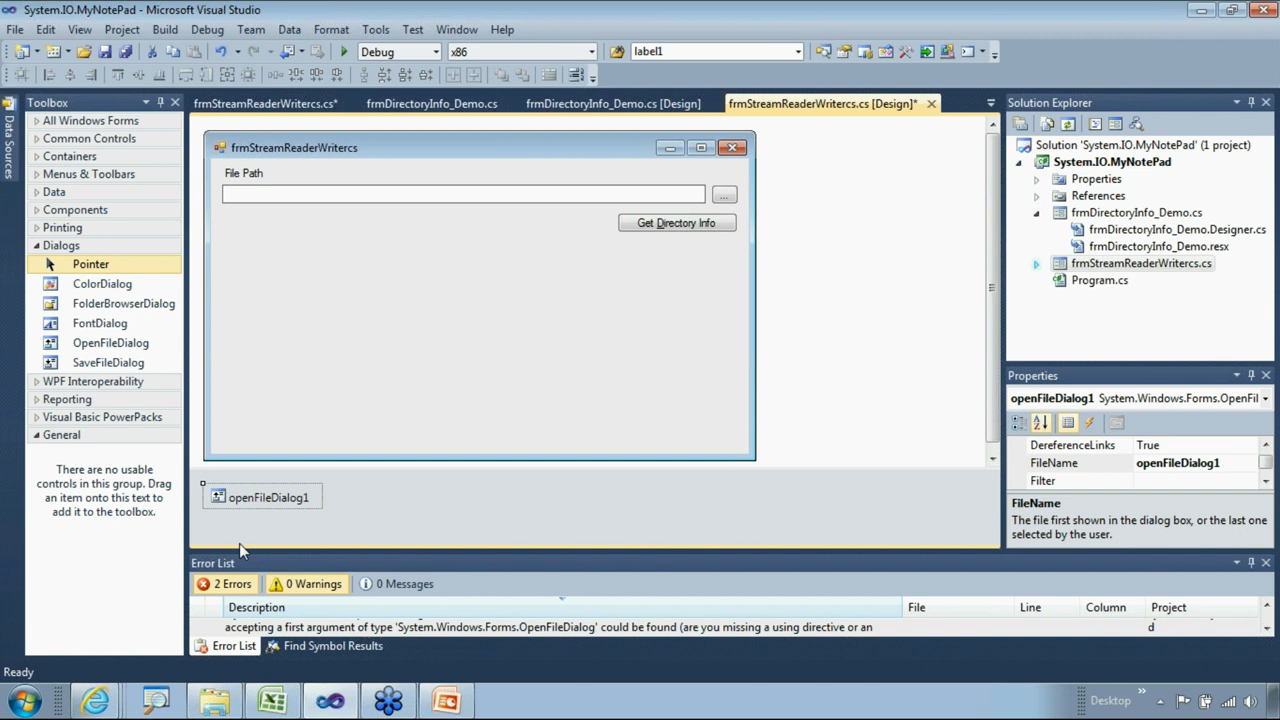 System.IO.MyNotePad - Microsoft Visual Studio
File Edit View Project Build Debug Team Data Format Tools Test Window Help
Debug x86 label1
Data Sources
Toolbox
All Windows Forms
Common Controls
Containers
Menus & Toolbars
Data
Components
Printing
Dialogs
Pointer
ColorDialog
FolderBrowserDialog
FontDialog
OpenFileDialog
SaveFileDialog
WPF Interoperability
Reporting
Visual Basic PowerPacks
General
There are no usable
controls in this group. Drag
an item onto this text to
add it to the toolbox.
frmStreamReaderWritercs.cs* frmDirectoryInfo_Demo.cs frmDirectoryInfo_Demo.cs [Design] frmStreamReaderWritercs.cs [Design]*
frmStreamReaderWritercs
File Path
...
Get Directory Info
openFileDialog1
Error List
2 Errors 0 Warnings 0 Messages
Description File Line Column Project
accepting a first argument of type 'System.Windows.Forms.OpenFileDialog' could be found (are you missing a using directive or an d
Error List Find Symbol Results
Solution Explorer
Solution 'System.IO.MyNotePad' (1 project)
System.IO.MyNotePad
Properties
References
frmDirectoryInfo_Demo.cs
frmDirectoryInfo_Demo.Designer.cs
frmDirectoryInfo_Demo.resx
frmStreamReaderWritercs.cs
Program.cs
Properties
openFileDialog1 System.Windows.Forms.OpenFil
DereferenceLinks True
FileName openFileDialog1
Filter
FileName
The file first shown in the dialog box, or the last one
selected by the user.
Ready
Desktop